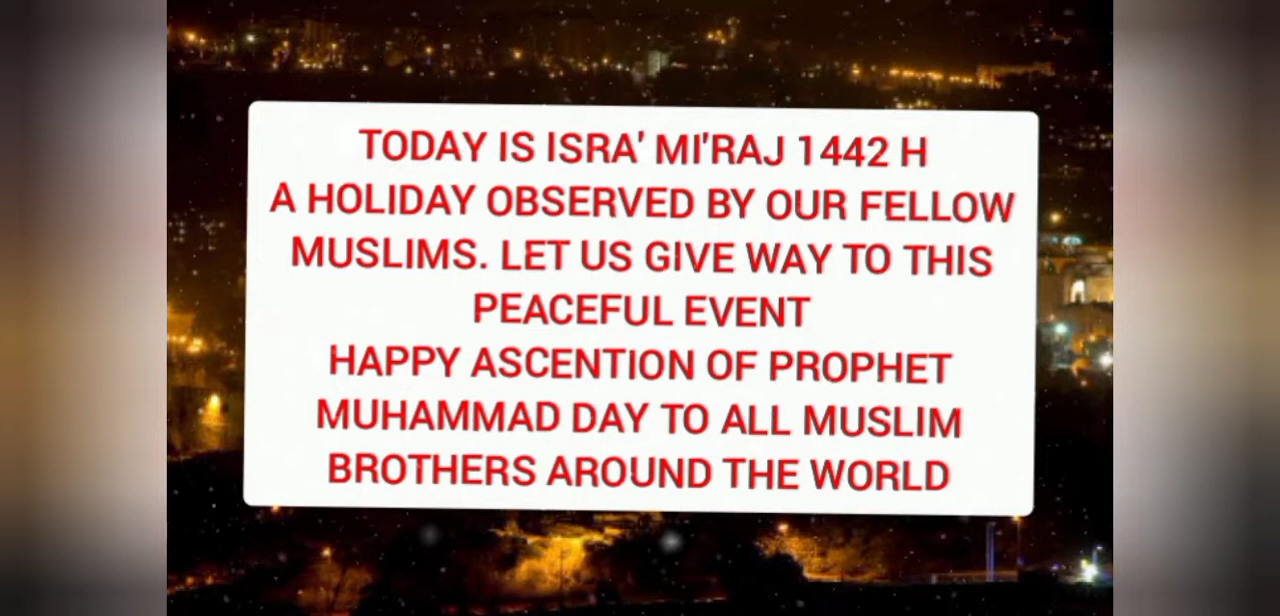 TODAY IS ISRA' MI'RAJ 1442 H
A HOLIDAY OBSERVED BY OUR FELLOW
MUSLIMS. LET US GIVE WAY TO THIS
PEACEFUL EVENT
HAPPY ASCENTION OF PROPHET
MUHAMMAD DAY TO ALL MUSLIM
BROTHERS AROUND THE WORLD